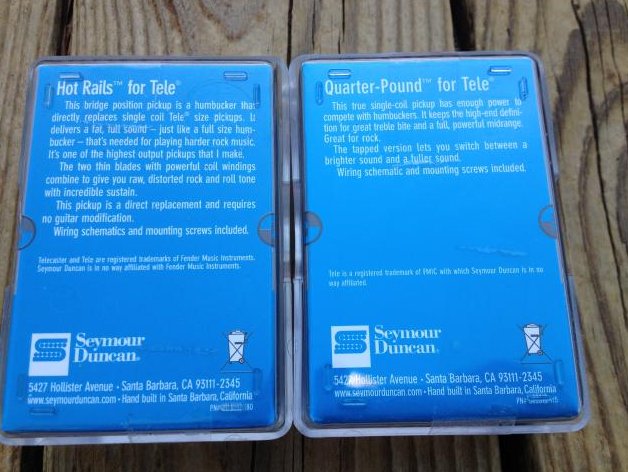 Hot Rails™ for Tele®
This bridge position pickup is a humbucker that
directly replaces single coil Tele® size pickups. It
delivers a fat, full sound – just like a full size hum-
bucker – that's needed for playing harder rock music.
It's one of the highest output pickups that I make.
The two thin blades with powerful coil windings
combine to give you raw, distorted rock and roll tone
with incredible sustain.
This pickup is a direct replacement and requires
no guitar modification.
Wiring schematics and mounting screws included.
Telecaster and Tele are registered trademarks of Fender Music Instruments.
Seymour Duncan is in no way affiliated with Fender Music Instruments.
Seymour
Duncan®
5427 Hollister Avenue • Santa Barbara, CA 93111-2345
www.seymourduncan.com • Hand built in Santa Barbara, California
Quarter-Pound™ for Tele®
This true single-coil pickup has enough power to
compete with humbuckers. It keeps the high-end defini-
tion for great treble bite and a full, powerful midrange.
Great for rock.
The tapped version lets you switch between a
brighter sound and a fuller sound.
Wiring schematic and mounting screws included.
Tele is a registered trademark of FMIC with which Seymour Duncan is in no
way affiliated.
Seymour
Duncan®
5427 Hollister Avenue • Santa Barbara, CA 93111-2345
www.seymourduncan.com • Hand built in Santa Barbara, California